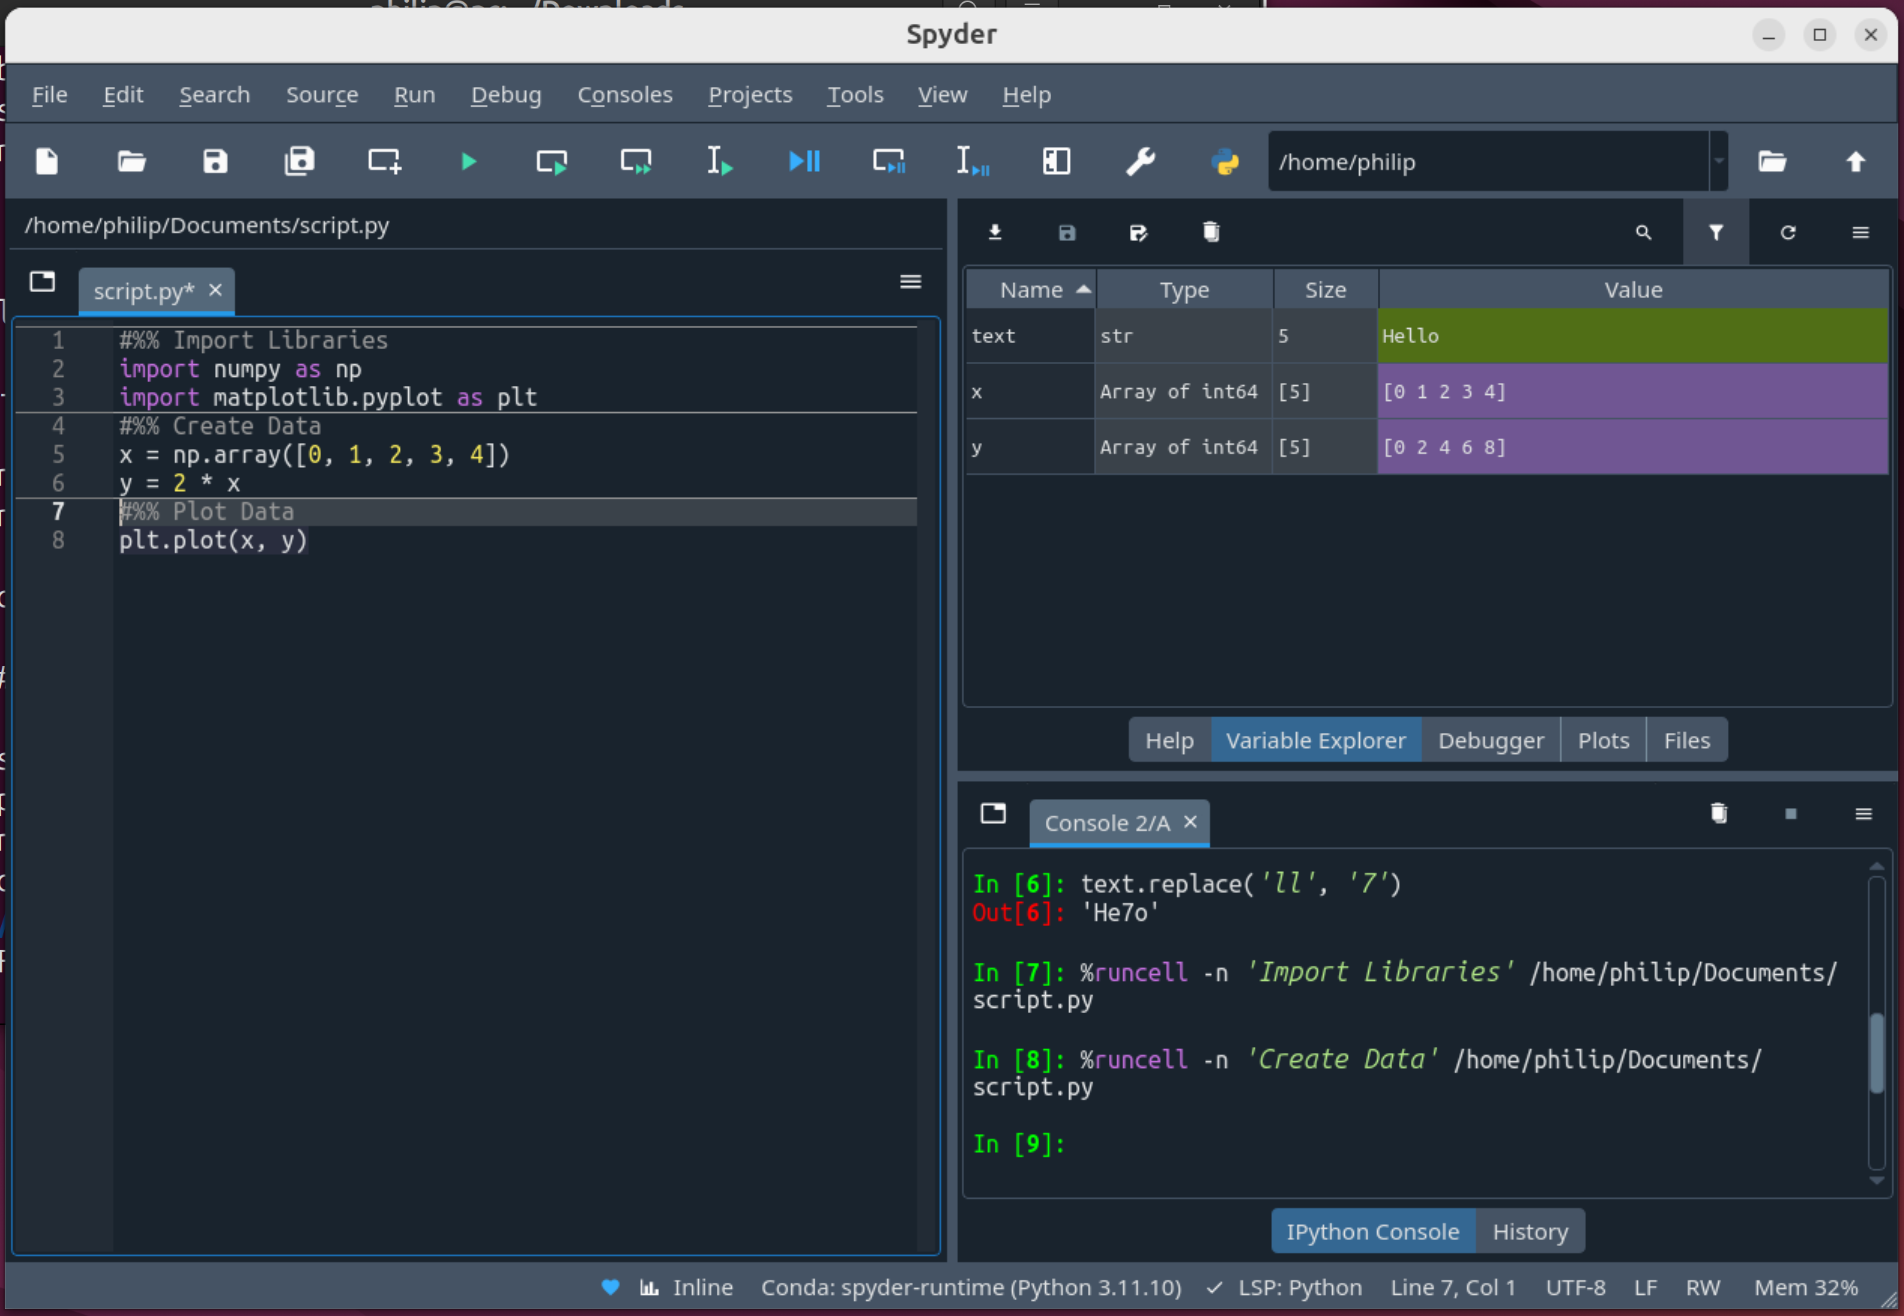 Spyder
File Edit Search Source Run Debug Consoles Projects Tools View Help
/home/philip
/home/philip/Documents/script.py
script.py*
1 #%% Import Libraries
2 import numpy as np
3 import matplotlib.pyplot as plt
4 #%% Create Data
5 x = np.array([0, 1, 2, 3, 4])
6 y = 2 * x
7 #%% Plot Data
8 plt.plot(x, y)
Name Type Size Value
text str 5 Hello
x Array of int64 [5] [0 1 2 3 4]
y Array of int64 [5] [0 2 4 6 8]
Help Variable Explorer Debugger Plots Files
Console 2/A
In [6]: text.replace('ll', '7')
Out[6]: 'He7o'
In [7]: %runcell -n 'Import Libraries' /home/philip/Documents/
script.py
In [8]: %runcell -n 'Create Data' /home/philip/Documents/
script.py
In [9]:
IPython Console History
Inline Conda: spyder-runtime (Python 3.11.10) ✓ LSP: Python Line 7, Col 1 UTF-8 LF RW Mem 32%